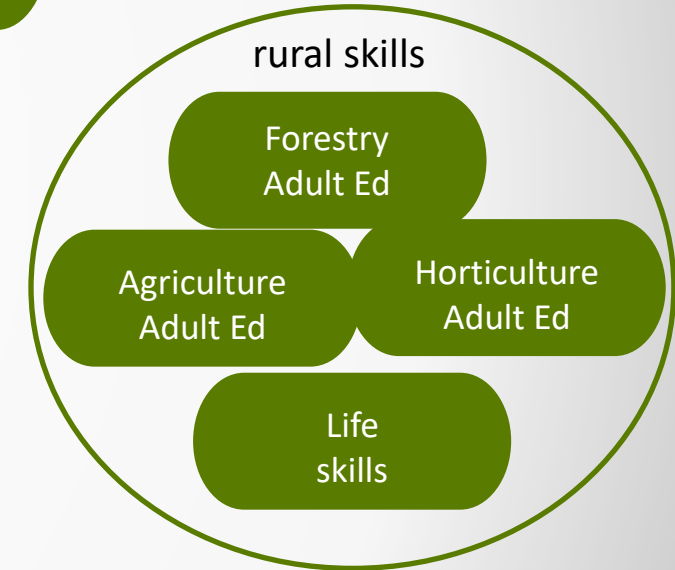 rural skills
Forestry
Adult Ed
Agriculture
Adult Ed
Horticulture
Adult Ed
Life
skills